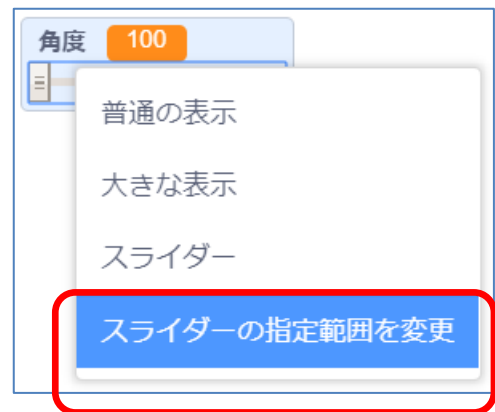 角度 100
普通の表示
大きな表示
スライダー
スライダーの指定範囲を変更